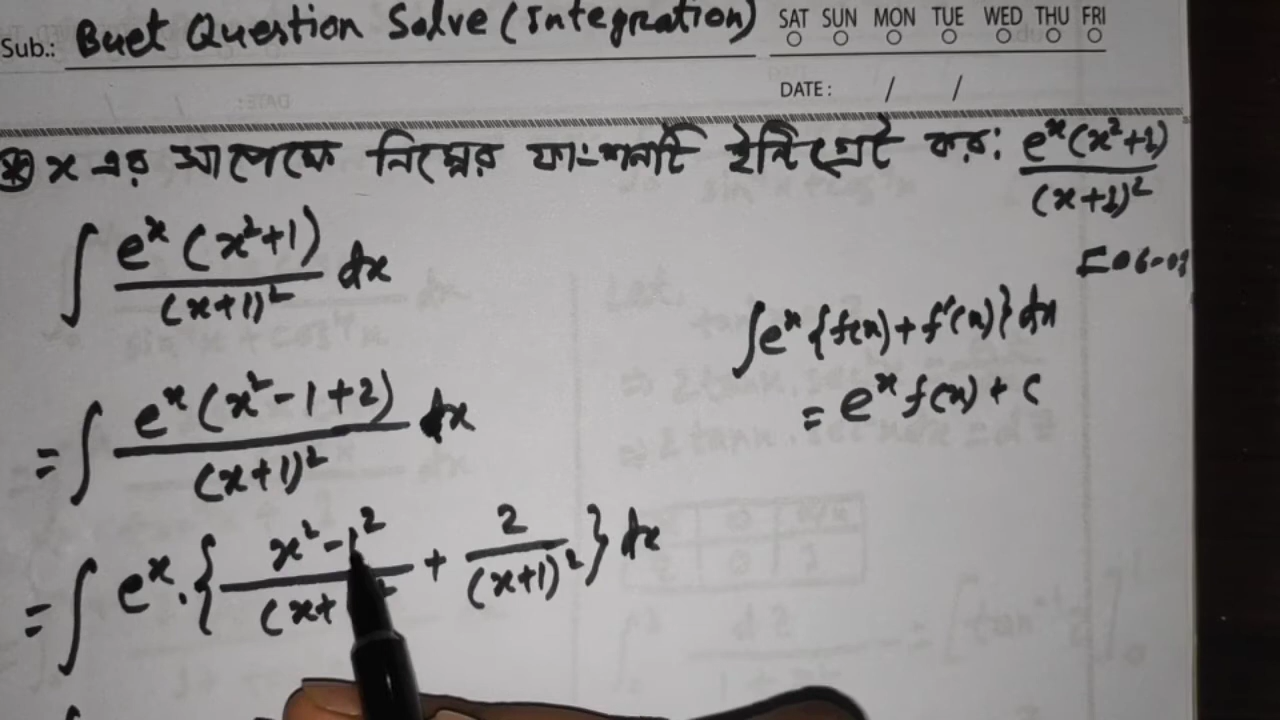 Sub.: Buet Question Solve (Integration)
SAT SUN MON TUE WED THU FRI
DATE: / /
x এর সাপেক্ষে নিম্নের ফাংশনটি ইন্টিগ্রেট কর: e^x(x²+1)/(x+1)²
∫ e^x (x²+1)/(x+1)² dx
∫e^x {f(x) + f'(x)} dx
= e^x f(x) + c
= ∫ e^x (x²-1+2)/(x+1)² dx
= ∫ e^x . { x²-1²/(x+1)² + 2/(x+1)² } dx